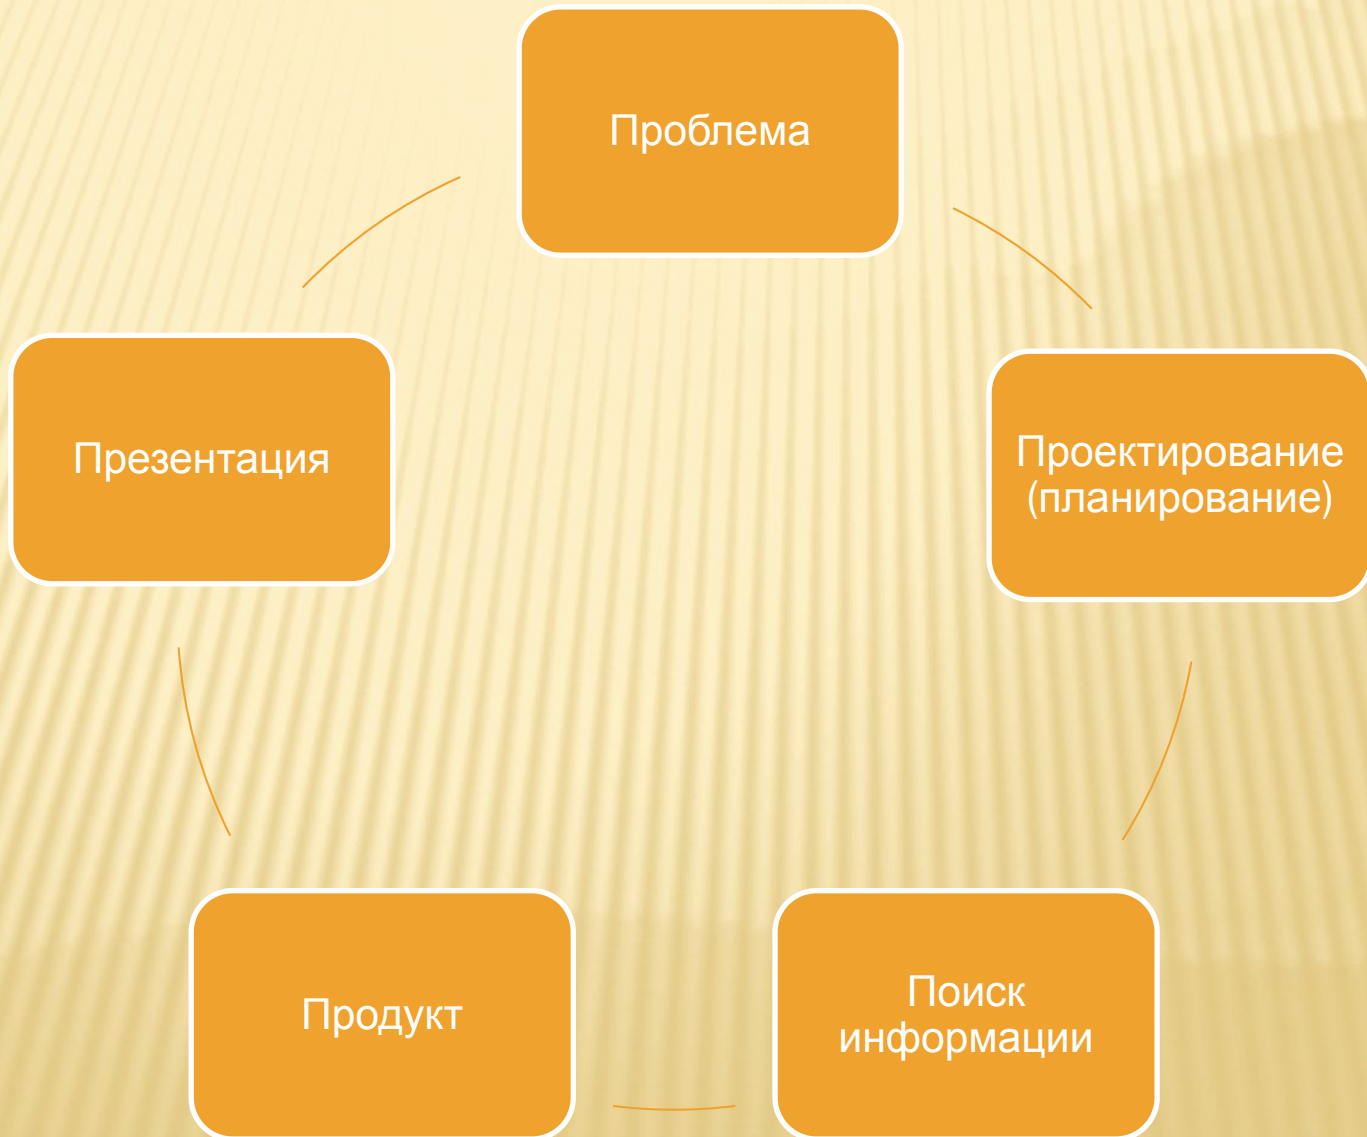 Проблема
Проектирование
(планирование)
Поиск
информации
Продукт
Презентация